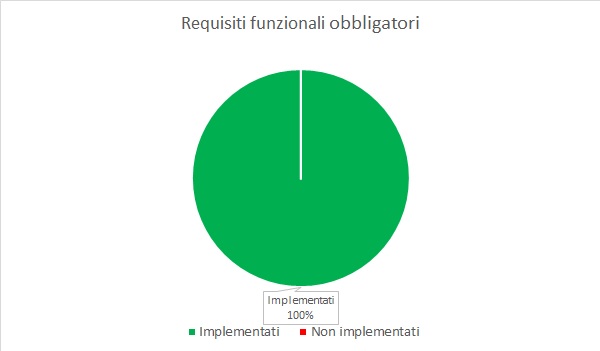 Requisiti funzionali obbligatori
Implementati
100%
Implementati Non implementati